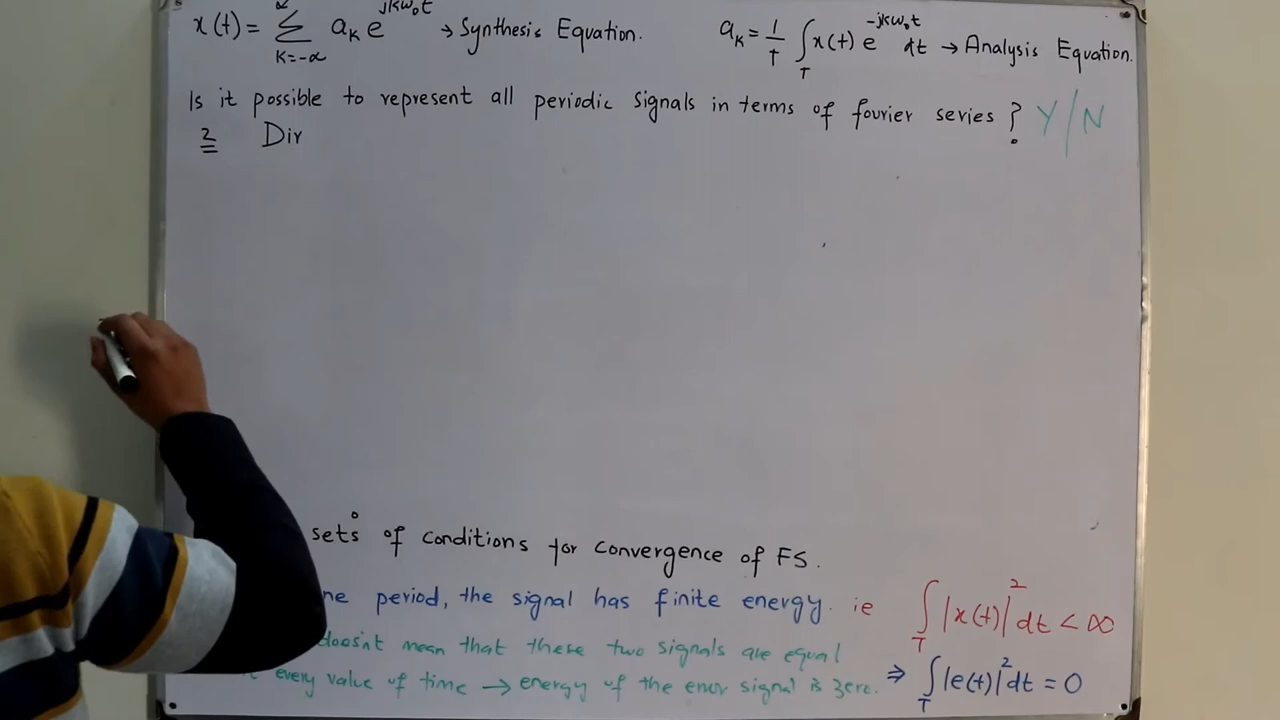 x(t) = ∑ k=-∝ ∝ a_k e^{jkω₀t} → Synthesis Equation. a_k = 1/T ∫_T x(t) e^{-jkω₀t} dt → Analysis Equation.
Is it possible to represent all periodic signals in terms of fourier series ? Y/N
2 Dir
sets of conditions for convergence of FS.
ne period, the signal has finite energy. ie ∫_T |x(t)|² dt < ∞
doesn't mean that these two signals are equal
every value of time → energy of the error signal is zero. ⇒ ∫_T |e(t)|² dt = 0